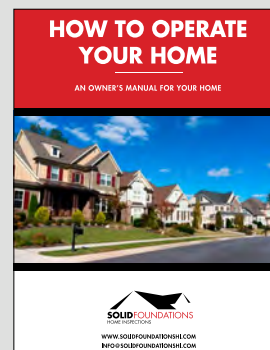 HOW TO OPERATE
YOUR HOME
AN OWNER'S MANUAL FOR YOUR HOME
SOLIDFOUNDATIONS
HOME INSPECTIONS
WWW.SOLIDFOUNDATIONSHI.COM
INFO@SOLIDFOUNDATIONSHI.COM